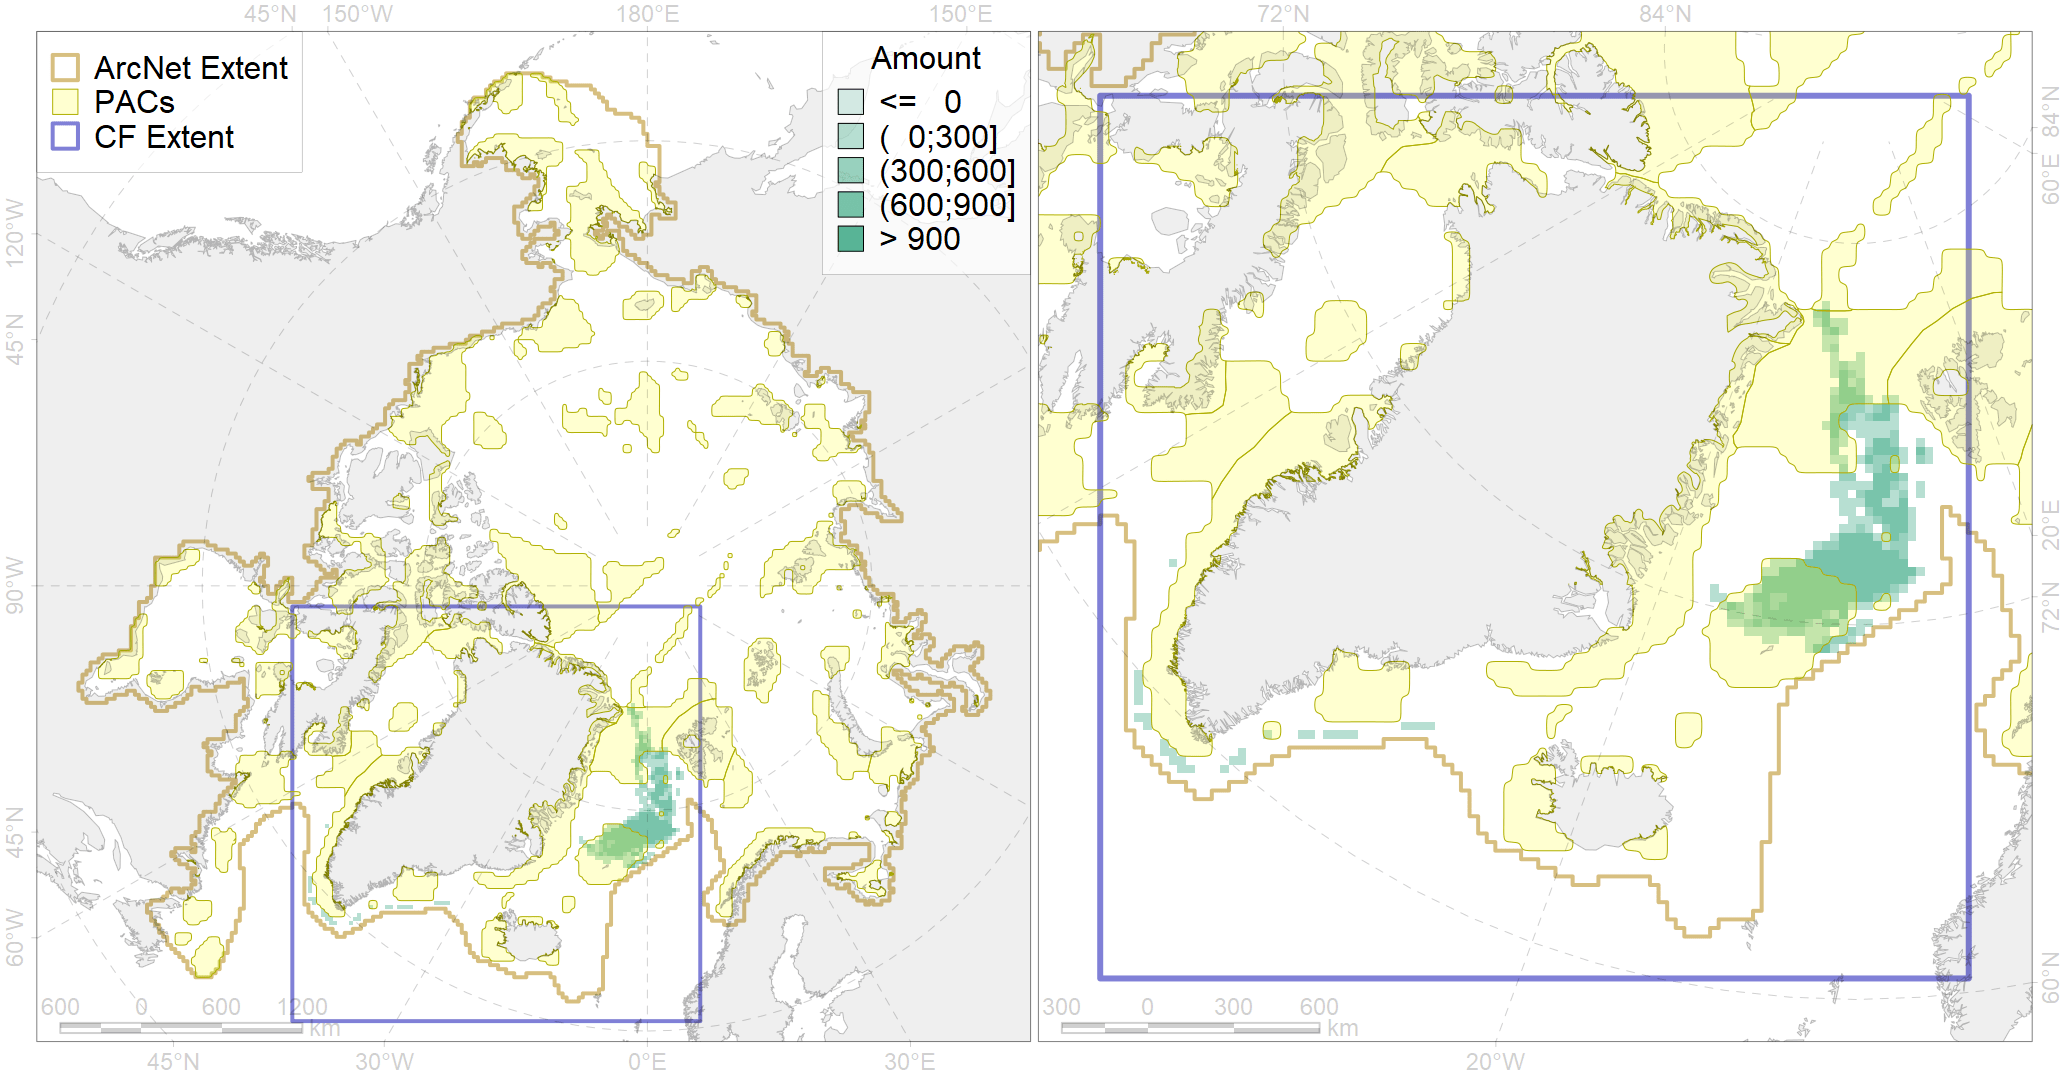 45°N 150°W 180°E 150°E 72°N 84°N
ArcNet Extent
PACs
CF Extent
Amount
<= 0
( 0;300]
(300;600]
(600;900]
> 900
120°W
45°N
90°W
45°N
60°W
84°N
60°E
20°E
72°N
60°N
600 0 600 1200
km
300 0 300 600
km
45°N 30°W 0°E 30°E 20°W